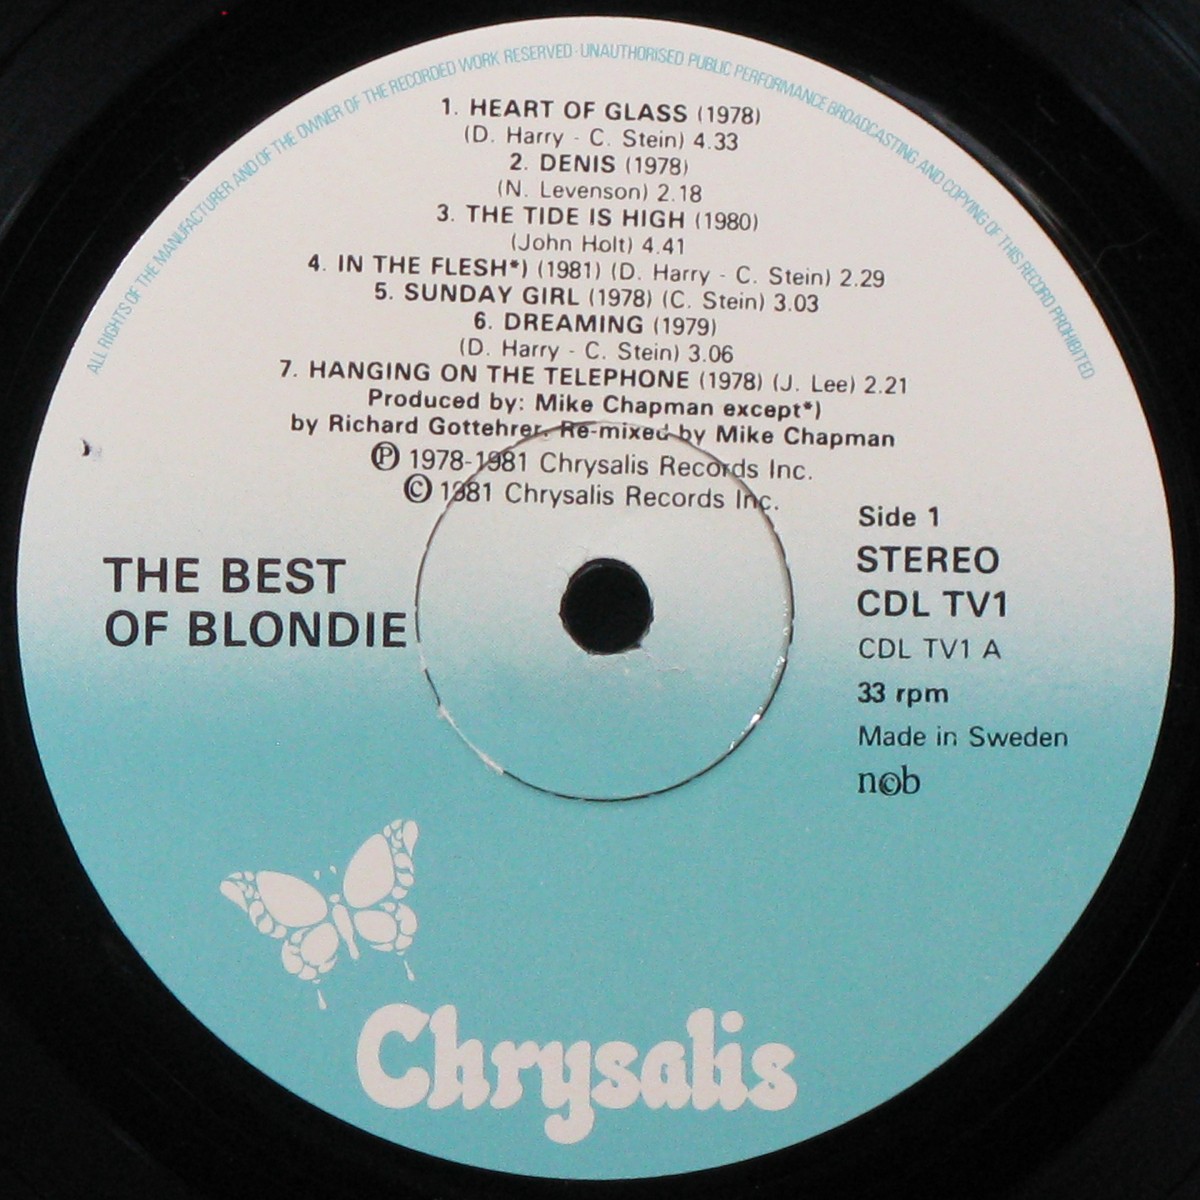 ALL RIGHTS OF THE MANUFACTURER AND OF THE OWNER OF THE RECORDED WORK RESERVED · UNAUTHORISED PUBLIC PERFORMANCE BROADCASTING AND COPYING OF THIS RECORD PROHIBITED
1. HEART OF GLASS (1978)
(D. Harry - C. Stein) 4.33
2. DENIS (1978)
(N. Levenson) 2.18
3. THE TIDE IS HIGH (1980)
(John Holt) 4.41
4. IN THE FLESH*) (1981) (D. Harry - C. Stein) 2.29
5. SUNDAY GIRL (1978) (C. Stein) 3.03
6. DREAMING (1979)
(D. Harry - C. Stein) 3.06
7. HANGING ON THE TELEPHONE (1978) (J. Lee) 2.21
Produced by: Mike Chapman except*)
by Richard Gottehrer. Re-mixed by Mike Chapman
Ⓟ 1978-1981 Chrysalis Records Inc.
© 1981 Chrysalis Records Inc.
THE BEST
OF BLONDIE
Side 1
STEREO
CDL TV1
CDL TV1 A
33 rpm
Made in Sweden
n©b
Chrysalis